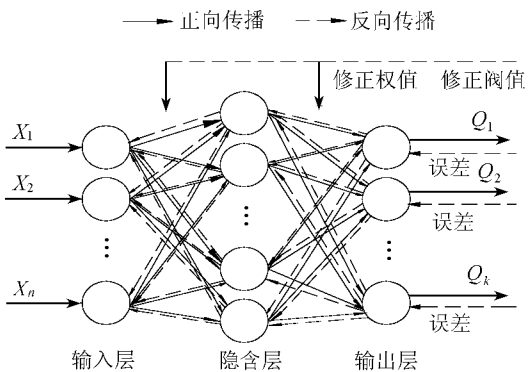 正向传播 反向传播
修正权值 修正阀值
X1
X2
Xn
Q1
误差
Q2
误差
Qk
误差
输入层 隐含层 输出层